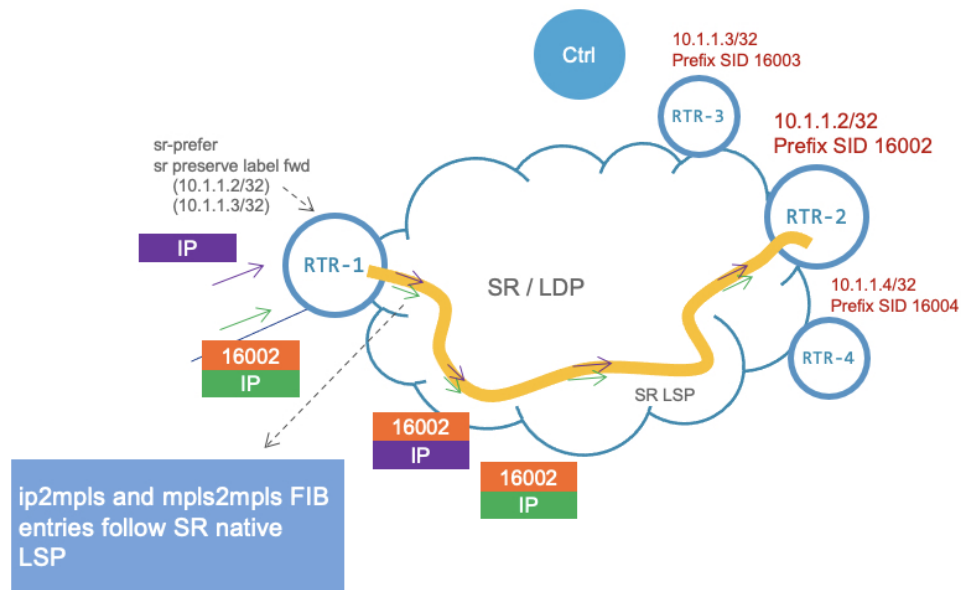 Ctrl
10.1.1.3/32
Prefix SID 16003
RTR-3
10.1.1.2/32
Prefix SID 16002
RTR-2
sr-prefer
sr preserve label fwd
(10.1.1.2/32)
(10.1.1.3/32)
IP
RTR-1
SR / LDP
10.1.1.4/32
Prefix SID 16004
RTR-4
16002
IP
SR LSP
16002
IP
16002
IP
ip2mpls and mpls2mpls FIB
entries follow SR native
LSP